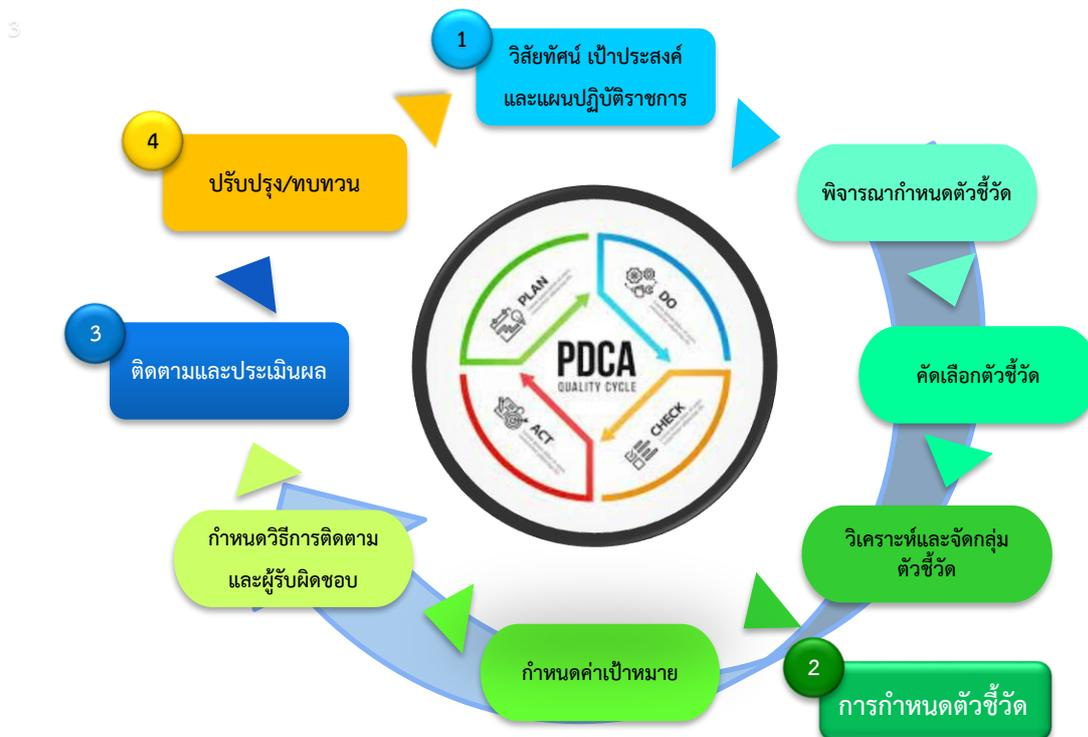 3
1
วิสัยทัศน์ เป้าประสงค์
และแผนปฏิบัติราชการ
พิจารณากำหนดตัวชี้วัด
คัดเลือกตัวชี้วัด
วิเคราะห์และจัดกลุ่ม
ตัวชี้วัด
2
การกำหนดตัวชี้วัด
กำหนดค่าเป้าหมาย
กำหนดวิธีการติดตาม
และผู้รับผิดชอบ
3
ติดตามและประเมินผล
4
ปรับปรุง/ทบทวน
PLAN
DO
PDCA
QUALITY CYCLE
ACT
CHECK